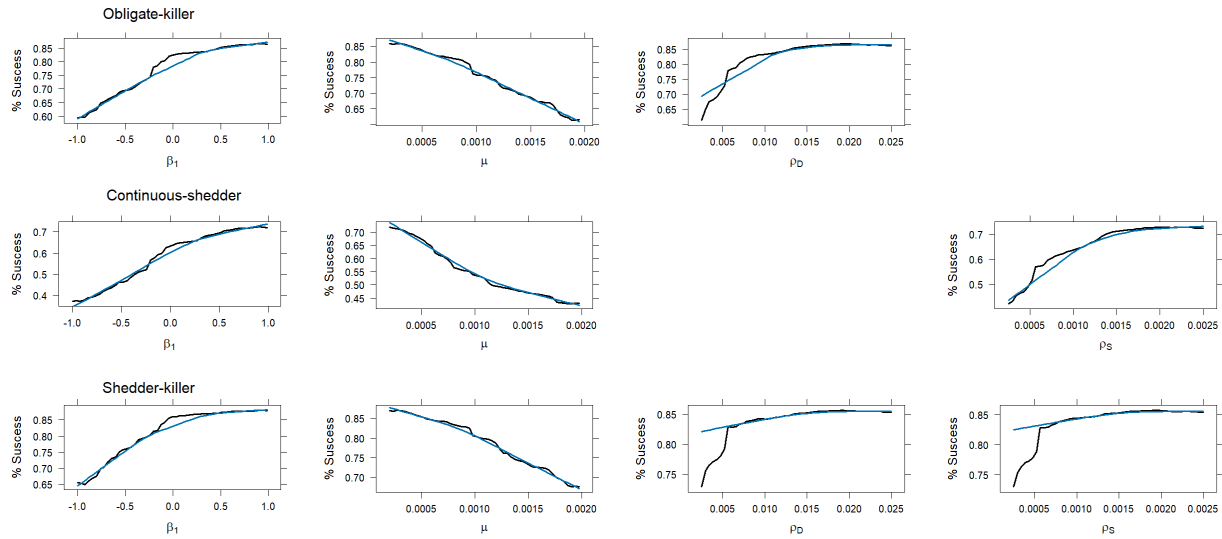 Obligate-killer
% Suscess
0.85
0.80
0.75
0.70
0.65
0.60
-1.0 -0.5 0.0 0.5 1.0
β1
% Suscess
0.85
0.80
0.75
0.70
0.65
0.0005 0.0010 0.0015 0.0020
μ
% Suscess
0.85
0.80
0.75
0.70
0.65
0.005 0.010 0.015 0.020 0.025
ρD
Continuous-shedder
% Suscess
0.7
0.6
0.5
0.4
-1.0 -0.5 0.0 0.5 1.0
β1
% Suscess
0.70
0.65
0.60
0.55
0.50
0.45
0.0005 0.0010 0.0015 0.0020
μ
% Suscess
0.7
0.6
0.5
0.0005 0.0010 0.0015 0.0020 0.0025
ρS
Shedder-killer
% Suscess
0.85
0.80
0.75
0.70
0.65
-1.0 -0.5 0.0 0.5 1.0
β1
% Suscess
0.85
0.80
0.75
0.70
0.0005 0.0010 0.0015 0.0020
μ
% Suscess
0.85
0.80
0.75
0.005 0.010 0.015 0.020 0.025
ρD
% Suscess
0.85
0.80
0.75
0.0005 0.0010 0.0015 0.0020 0.0025
ρS